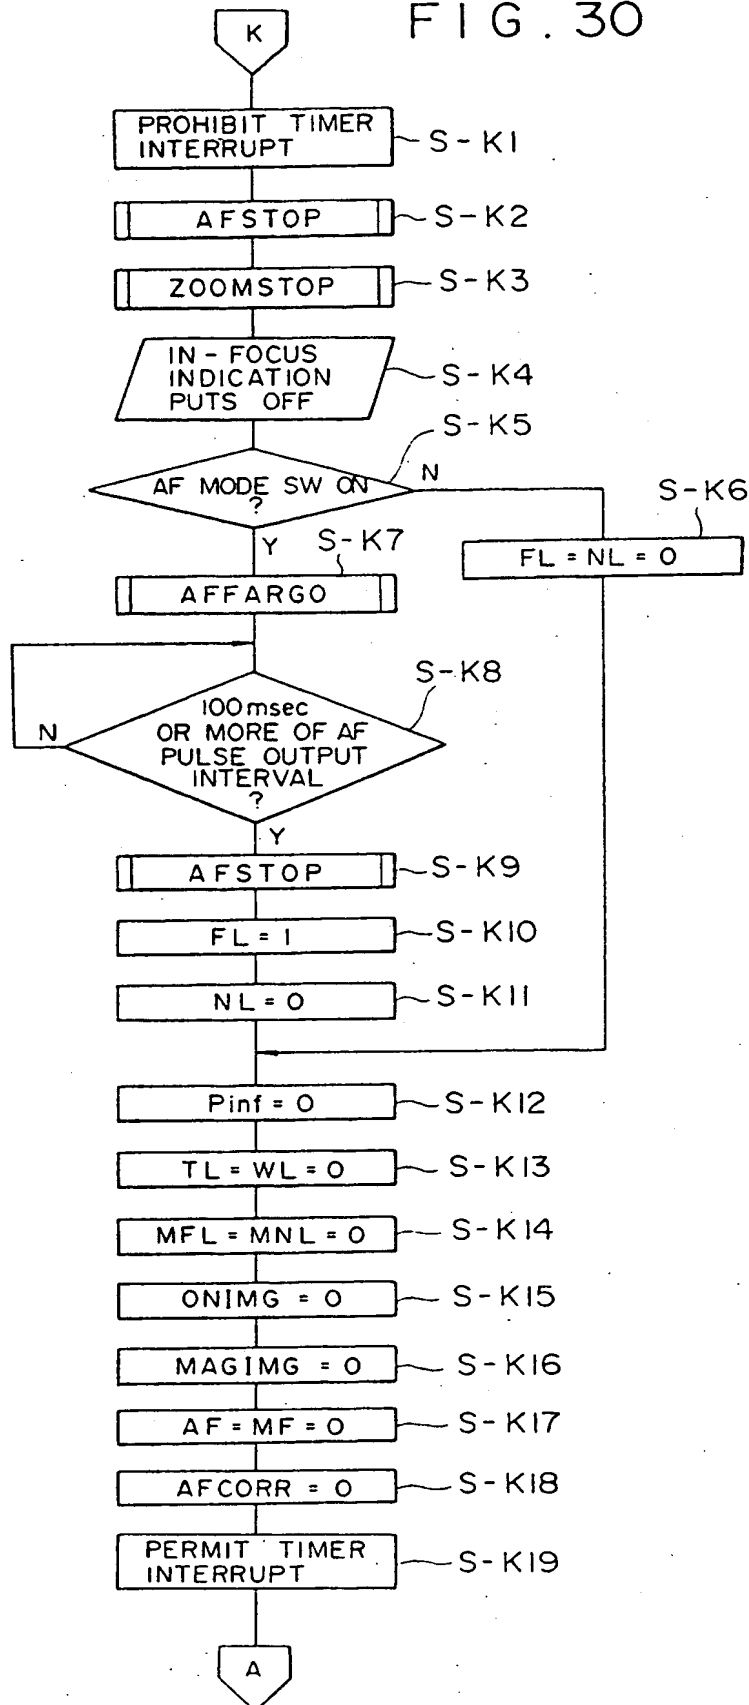 FIG. 30
K
PROHIBIT TIMER
INTERRUPT
S-K1
AFSTOP
S-K2
ZOOMSTOP
S-K3
IN-FOCUS
INDICATION
PUTS OFF
S-K4
S-K5
AF MODE SW ON
?
N
Y
S-K6
FL = NL = 0
S-K7
AFFARGO
S-K8
100msec
OR MORE OF AF
PULSE OUTPUT
INTERVAL
?
N
Y
AFSTOP
S-K9
FL = 1
S-K10
NL = 0
S-K11
Pinf = 0
S-K12
TL = WL = 0
S-K13
MFL = MNL = 0
S-K14
ONIMG = 0
S-K15
MAGIMG = 0
S-K16
AF = MF = 0
S-K17
AFCORR = 0
S-K18
PERMIT TIMER
INTERRUPT
S-K19
A